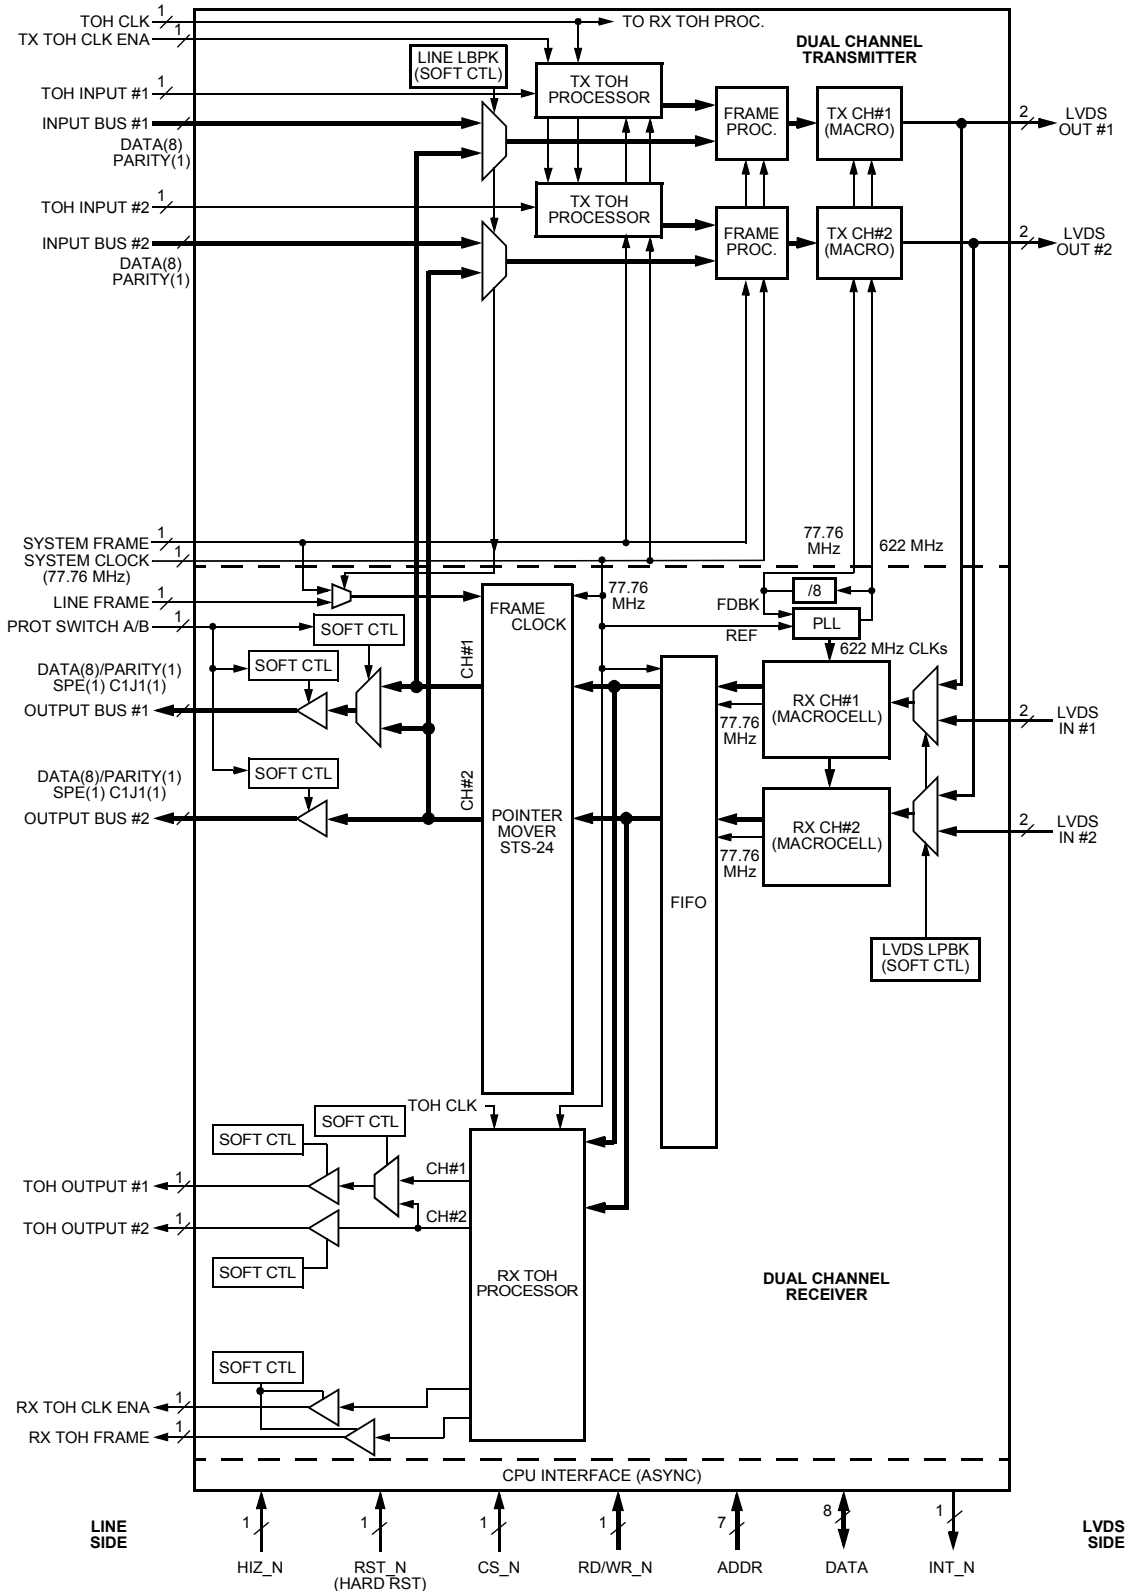 TOH CLK
1
TO RX TOH PROC.
TX TOH CLK ENA
1
DUAL CHANNEL
TRANSMITTER
LINE LBPK
(SOFT CTL)
TX TOH
PROCESSOR
TOH INPUT #1
1
FRAME
PROC.
TX CH#1
(MACRO)
2
LVDS
OUT #1
INPUT BUS #1
DATA(8)
PARITY(1)
TX TOH
PROCESSOR
TOH INPUT #2
1
FRAME
PROC.
TX CH#2
(MACRO)
2
LVDS
OUT #2
INPUT BUS #2
DATA(8)
PARITY(1)
SYSTEM FRAME
1
SYSTEM CLOCK
(77.76 MHz)
1
77.76
MHz
622 MHz
LINE FRAME
1
FRAME
CLOCK
77.76
MHz
/8
FDBK
PLL
REF
622 MHz CLKs
PROT SWITCH A/B
1
SOFT CTL
SOFT CTL
CH#1
DATA(8)/PARITY(1)
SPE(1) C1J1(1)
OUTPUT BUS #1
RX CH#1
(MACROCELL)
77.76
MHz
2
LVDS
IN #1
SOFT CTL
CH#2
DATA(8)/PARITY(1)
SPE(1) C1J1(1)
OUTPUT BUS #2
POINTER
MOVER
STS-24
RX CH#2
(MACROCELL)
77.76
MHz
2
LVDS
IN #2
FIFO
LVDS LPBK
(SOFT CTL)
TOH CLK
SOFT CTL
SOFT CTL
CH#1
TOH OUTPUT #1
1
CH#2
TOH OUTPUT #2
1
SOFT CTL
RX TOH
PROCESSOR
DUAL CHANNEL
RECEIVER
SOFT CTL
RX TOH CLK ENA
1
RX TOH FRAME
1
CPU INTERFACE (ASYNC)
LINE
SIDE
1
1
1
1
7
8
1
LVDS
SIDE
HIZ_N
RST_N
(HARD RST)
CS_N
RD/WR_N
ADDR
DATA
INT_N